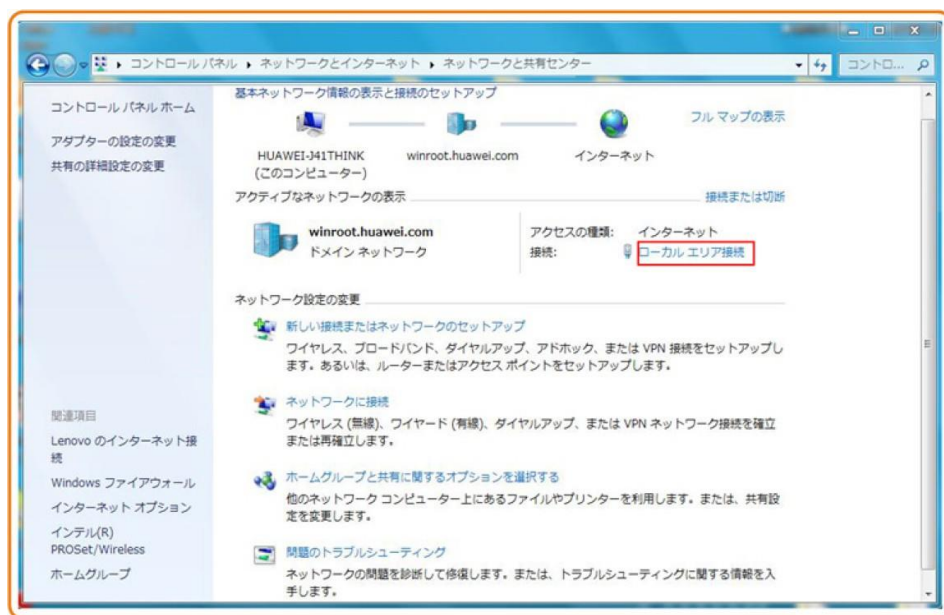 コントロール パネル ▸ ネットワークとインターネット ▸ ネットワークと共有センター
コントロ...
コントロール パネル ホーム
アダプターの設定の変更
共有の詳細設定の変更
基本ネットワーク情報の表示と接続のセットアップ
フル マップの表示
HUAWEI-J41THINK
(このコンピューター)
winroot.huawei.com
インターネット
アクティブなネットワークの表示
接続または切断
winroot.huawei.com
ドメイン ネットワーク
アクセスの種類: インターネット
接続: ローカル エリア接続
ネットワーク設定の変更
新しい接続またはネットワークのセットアップ
ワイヤレス、ブロードバンド、ダイヤルアップ、アドホック、または VPN 接続をセットアップし
ます。あるいは、ルーターまたはアクセス ポイントをセットアップします。
ネットワークに接続
ワイヤレス (無線)、ワイヤード (有線)、ダイヤルアップ、または VPN ネットワーク接続を確立
または再確立します。
ホームグループと共有に関するオプションを選択する
他のネットワーク コンピューター上にあるファイルやプリンターを利用します。または、共有設
定を変更します。
問題のトラブルシューティング
ネットワークの問題を診断して修復します。または、トラブルシューティングに関する情報を入
手します。
関連項目
Lenovo のインターネット接
続
Windows ファイアウォール
インターネット オプション
インテル(R)
PROSet/Wireless
ホームグループ